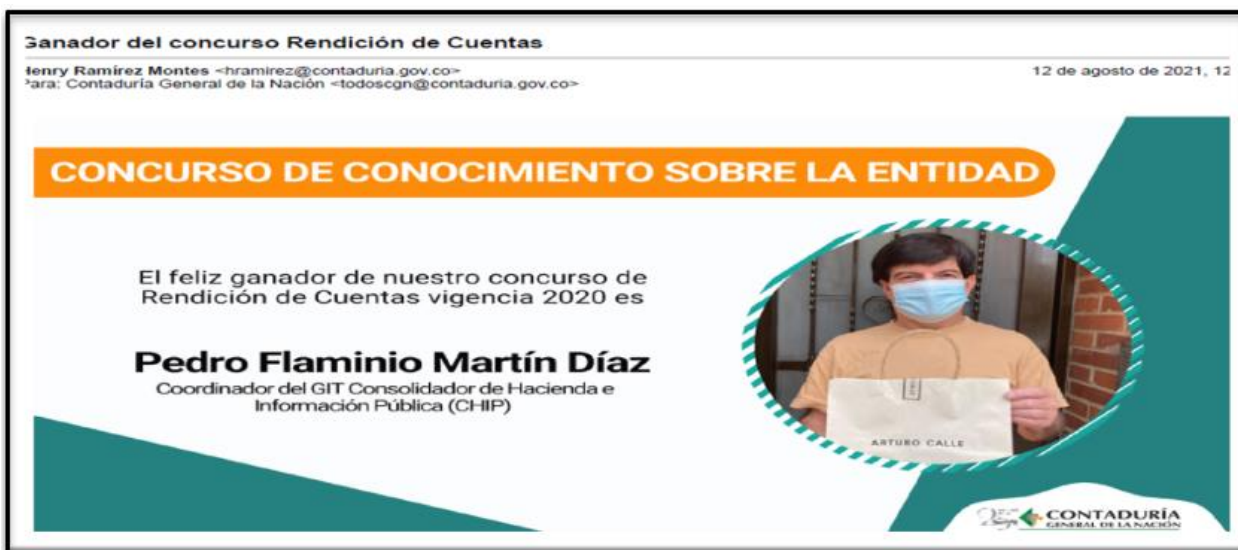 Ganador del concurso Rendición de Cuentas
Henry Ramírez Montes <hramirez@contaduria.gov.co>
12 de agosto de 2021, 12
Para: Contaduría General de la Nación <todoscgn@contaduria.gov.co>
CONCURSO DE CONOCIMIENTO SOBRE LA ENTIDAD
El feliz ganador de nuestro concurso de
Rendición de Cuentas vigencia 2020 es
Pedro Flaminio Martín Díaz
Coordinador del GIT Consolidador de Hacienda e
Información Pública (CHIP)
ARTURO CALLE
CONTADURÍA
GENERAL DE LA NACIÓN